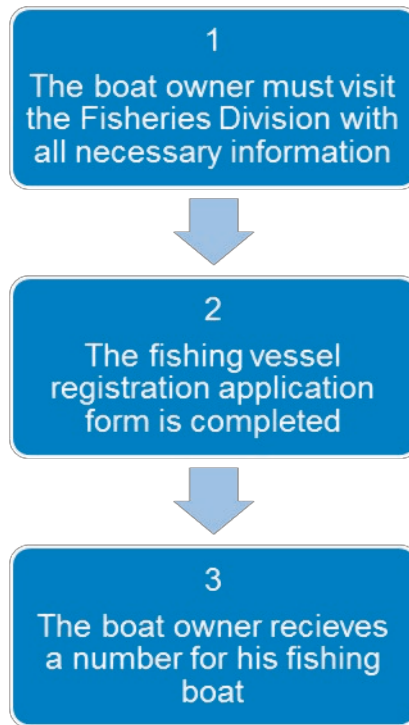 1
The boat owner must visit
the Fisheries Division with
all necessary information
2
The fishing vessel
registration application
form is completed
3
The boat owner recieves
a number for his fishing
boat